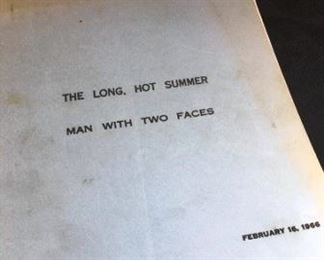 THE LONG, HOT SUMMER
MAN WITH TWO FACES
FEBRUARY 16, 1966